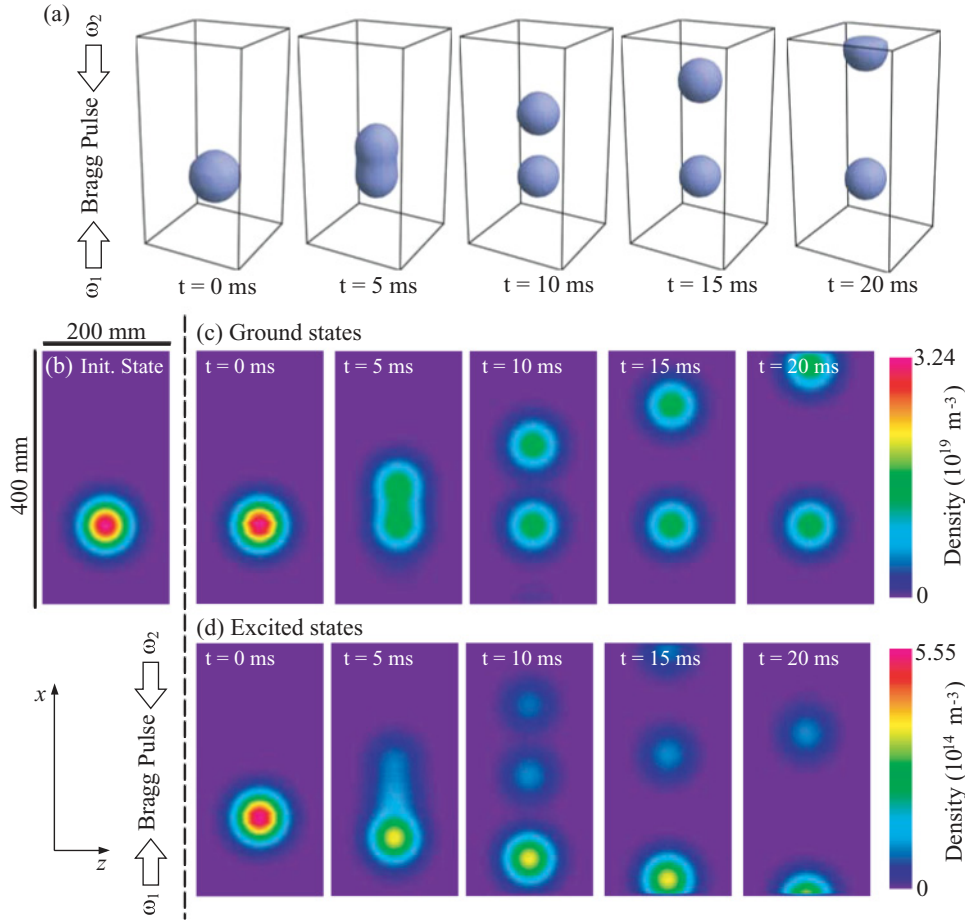 (a)
ω2
Bragg Pulse
ω1
t = 0 ms
t = 5 ms
t = 10 ms
t = 15 ms
t = 20 ms
200 mm
400 mm
(b) Init. State
(c) Ground states
t = 0 ms
t = 5 ms
t = 10 ms
t = 15 ms
t = 20 ms
3.24
Density (10^19 m^-3)
0
(d) Excited states
t = 0 ms
t = 5 ms
t = 10 ms
t = 15 ms
t = 20 ms
5.55
Density (10^14 m^-3)
0
x
z
ω2
Bragg Pulse
ω1